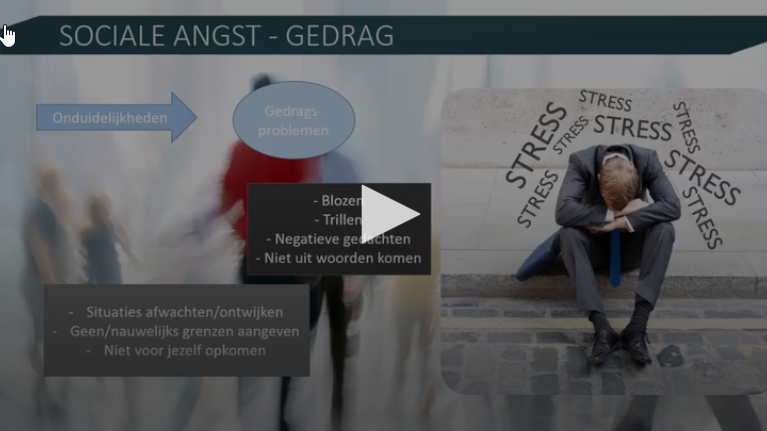 SOCIALE ANGST - GEDRAG
Onduidelijkheden
Gedrags-
problemen
- Blozen
- Trillen
- Negatieve gedachten
- Niet uit woorden komen
- Situaties afwachten/ontwijken
- Geen/nauwelijks grenzen aangeven
- Niet voor jezelf opkomen
STRESS
STRESS
STRESS
STRESS
STRESS
STRESS
STRESS
STRESS